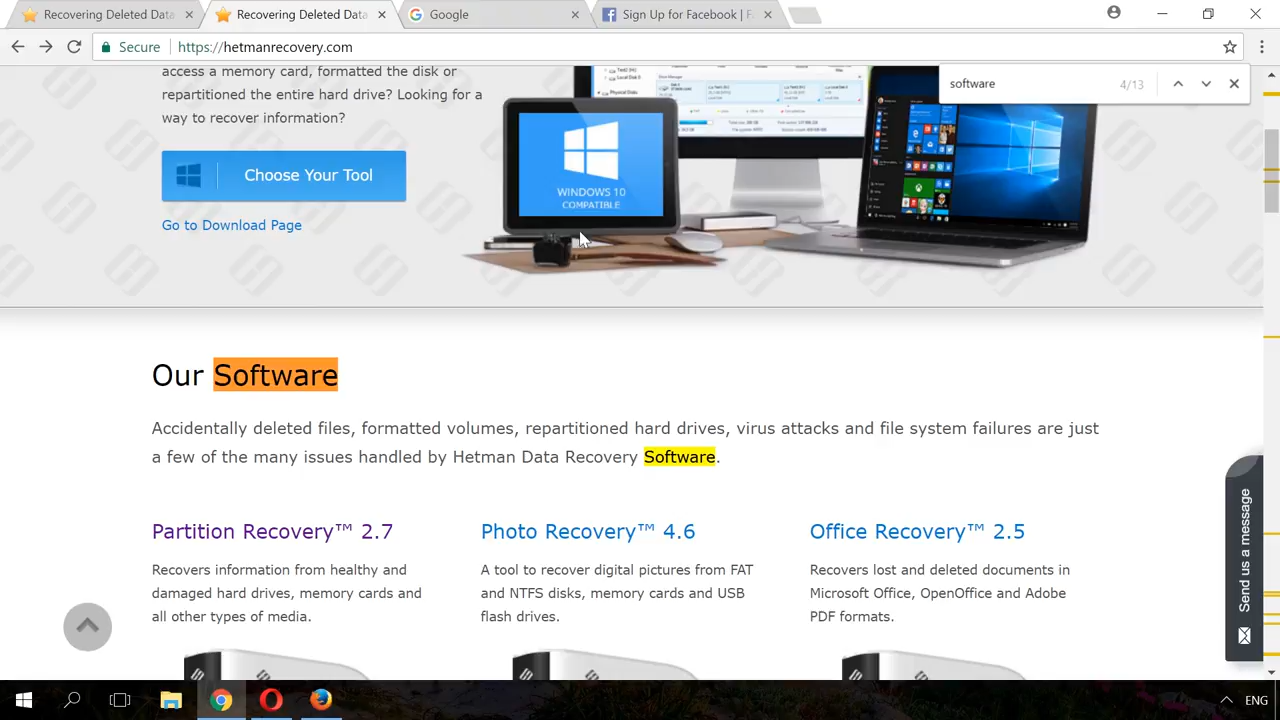 Recovering Deleted Data
Recovering Deleted Data
Google
Sign Up for Facebook | F
Secure
https://hetmanrecovery.com
software
4/13
access a memory card, formatted the disk or
repartitioned the entire hard drive? Looking for
way to
information?
Choose Your Tool
Go to Download Page
WINDOWS 10
COMPATIBLE
Our Software
Accidentally deleted files, formatted volumes, repartitioned hard drives, virus attacks and file system failures are just
a few of the many issues handled by Hetman Data Recovery Software.
Partition Recovery™ 2.7
Recovers information from healthy and
damaged hard drives, memory cards and
all other types of media.
Photo Recovery™ 4.6
A tool to recover digital pictures from FAT
and NTFS disks, memory cards and USB
flash drives.
Office Recovery™ 2.5
Recovers lost and deleted documents in
Microsoft Office, OpenOffice and Adobe
PDF formats.
Send us a message
ENG